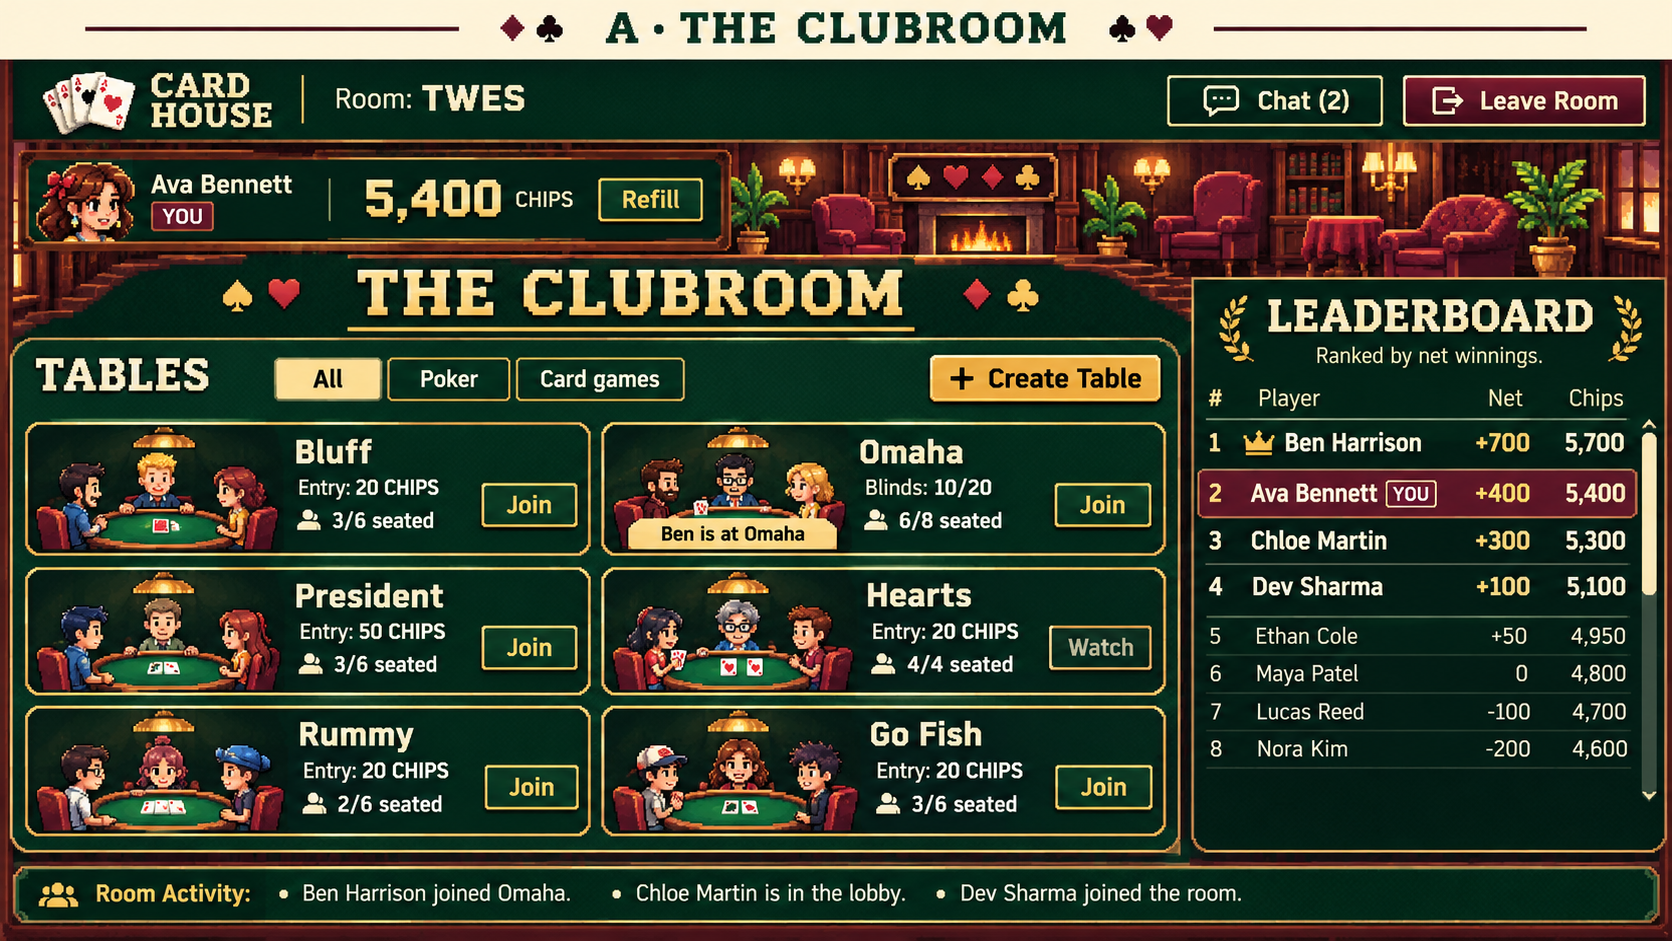 A · THE CLUBROOM
CARD
HOUSE
Room: TWES
Chat (2)
Leave Room
Ava Bennett
YOU
5,400 CHIPS
Refill
THE CLUBROOM
TABLES
All
Poker
Card games
+ Create Table
Bluff
Entry: 20 CHIPS
3/6 seated
Join
Omaha
Blinds: 10/20
6/8 seated
Join
Ben is at Omaha
President
Entry: 50 CHIPS
3/6 seated
Join
Hearts
Entry: 20 CHIPS
4/4 seated
Watch
Rummy
Entry: 20 CHIPS
2/6 seated
Join
Go Fish
Entry: 20 CHIPS
3/6 seated
Join
LEADERBOARD
Ranked by net winnings.
# Player Net Chips
1 Ben Harrison +700 5,700
2 Ava Bennett YOU +400 5,400
3 Chloe Martin +300 5,300
4 Dev Sharma +100 5,100
5 Ethan Cole +50 4,950
6 Maya Patel 0 4,800
7 Lucas Reed -100 4,700
8 Nora Kim -200 4,600
Room Activity: • Ben Harrison joined Omaha. • Chloe Martin is in the lobby. • Dev Sharma joined the room.